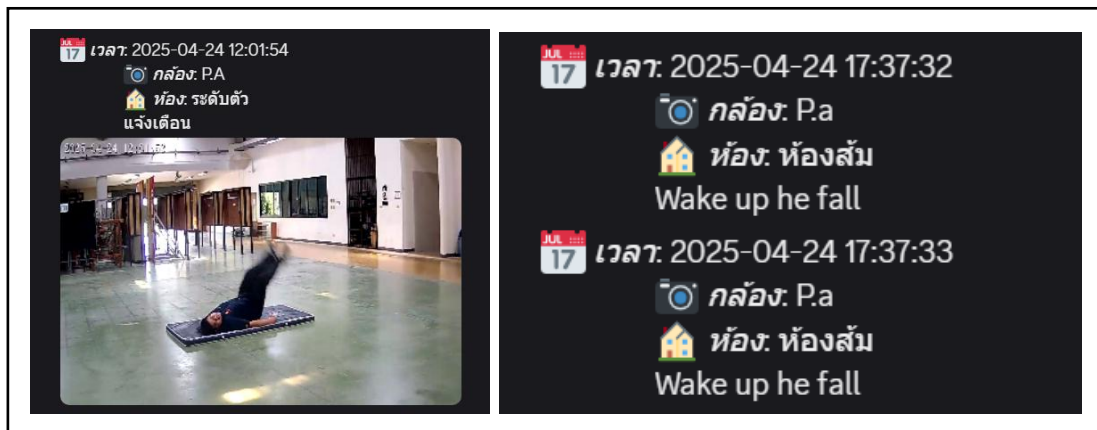 เวลา: 2025-04-24 12:01:54
กล้อง: P.A
ห้อง: ระดับตัว
แจ้งเตือน
2025-04-24
JUL
17
เวลา: 2025-04-24 17:37:32
กล้อง: P.a
ห้อง: ห้องส้ม
Wake up he fall
JUL
17
เวลา: 2025-04-24 17:37:33
กล้อง: P.a
ห้อง: ห้องส้ม
Wake up he fall